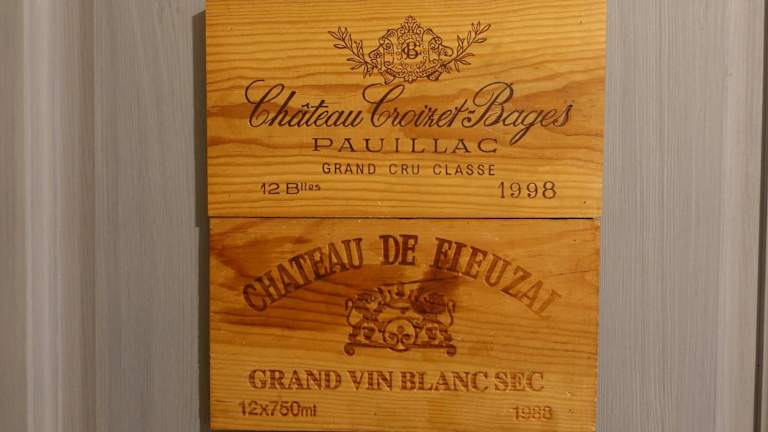 CB
Château Croizet-Bages
PAUILLAC
GRAND CRU CLASSE
12 Blles 1998
CHATEAU DE FIEUZAL
GRAND VIN BLANC SEC
12x750ml 1988